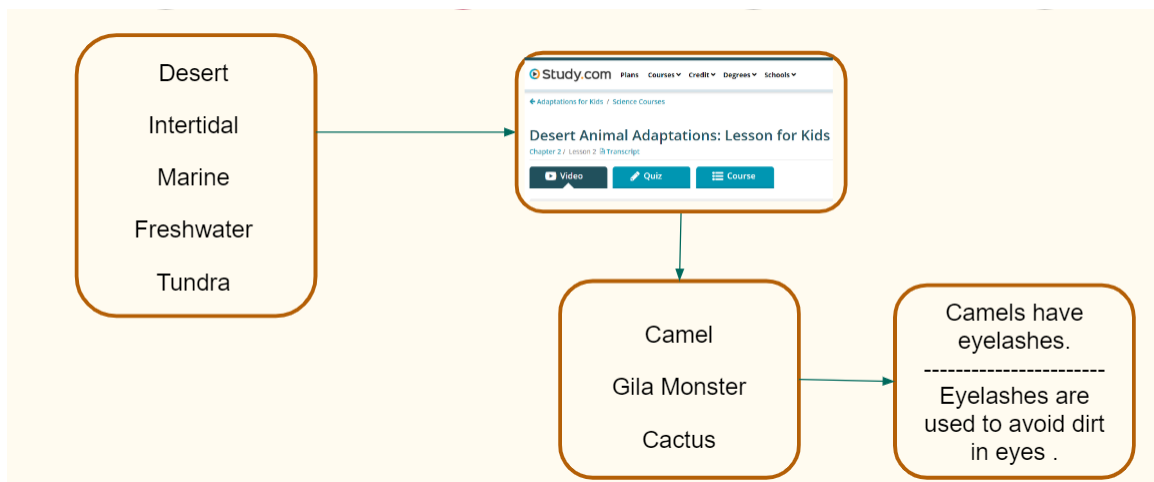 Desert
Intertidal
Marine
Freshwater
Tundra
Study.com Plans Courses Credit Degrees Schools
Adaptations for Kids / Science Courses
Desert Animal Adaptations: Lesson for Kids
Chapter 2 / Lesson 2 Transcript
Video Quiz Course
Camel
Gila Monster
Cactus
Camels have
eyelashes.
-----------------------
Eyelashes are
used to avoid dirt
in eyes .